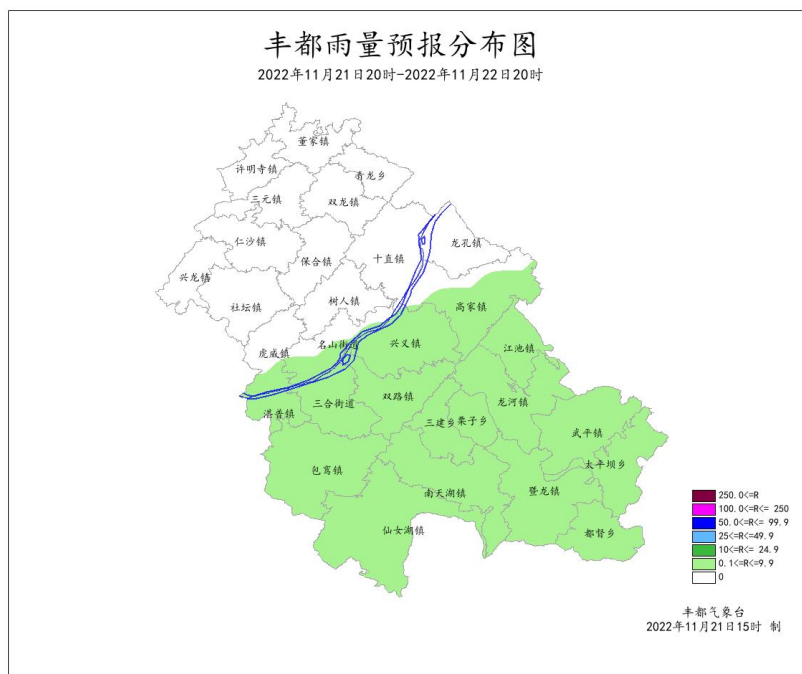 丰都雨量预报分布图
2022年11月21日20时-2022年11月22日20时
董家镇
许明寺镇
青龙乡
三元镇
双龙镇
仁沙镇
龙孔镇
保合镇
十直镇
兴龙镇
社坛镇
树人镇
高家镇
虎威镇
名山街道
兴义镇
江池镇
湛普镇
三合街道
双路镇
龙河镇
三建乡
栗子乡
武平镇
包鸾镇
太平坝乡
南天湖镇
暨龙镇
仙女湖镇
都督乡
250.0<=R
100.0<=R<= 250
50.0<=R<= 99.9
25<=R<=49.9
10<=R<= 24.9
0.1<=R<=9.9
0
丰都气象台
2022年11月21日15时 制